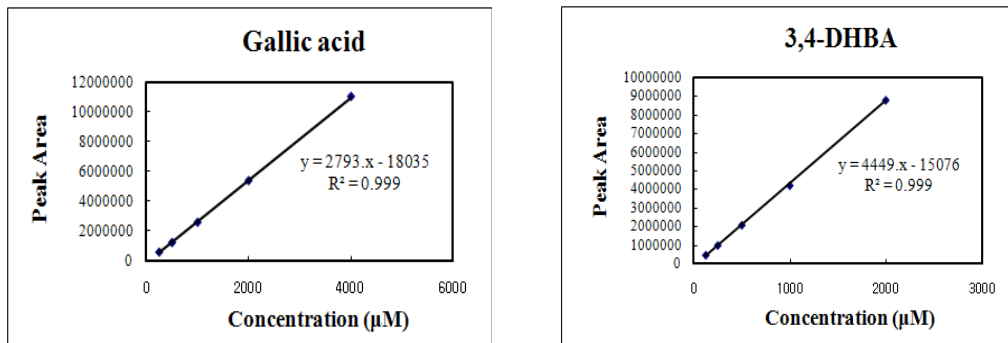 Gallic acid
12000000
10000000
8000000
6000000
4000000
2000000
0
Peak Area
y = 2793.x - 18035
R² = 0.999
0 2000 4000 6000
Concentration (µM)
3,4-DHBA
10000000
9000000
8000000
7000000
6000000
5000000
4000000
3000000
2000000
1000000
0
Peak Area
y = 4449.x - 15076
R² = 0.999
0 1000 2000 3000
Concentration (µM)